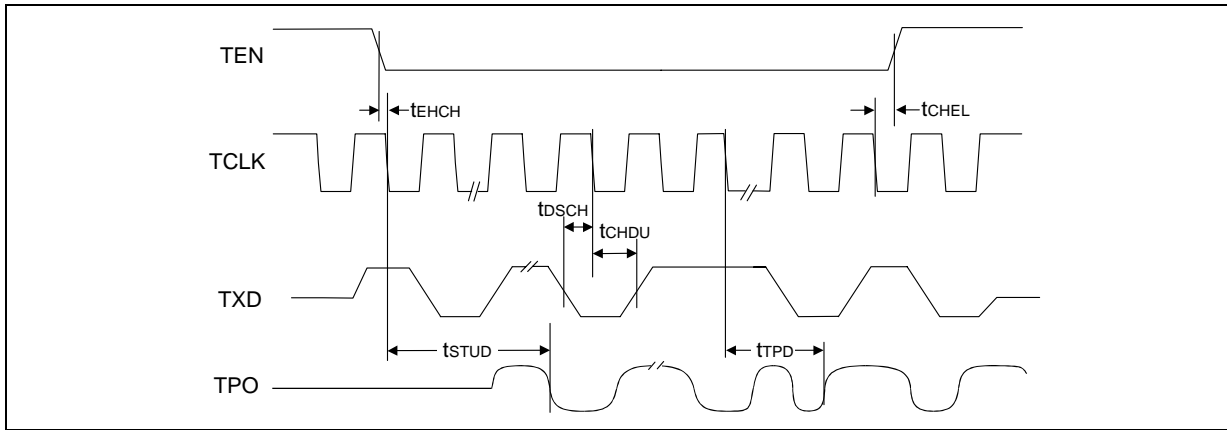 TEN
tEHCH
tCHEL
TCLK
tDSCH
tCHDU
TXD
tSTUD
tTPD
TPO